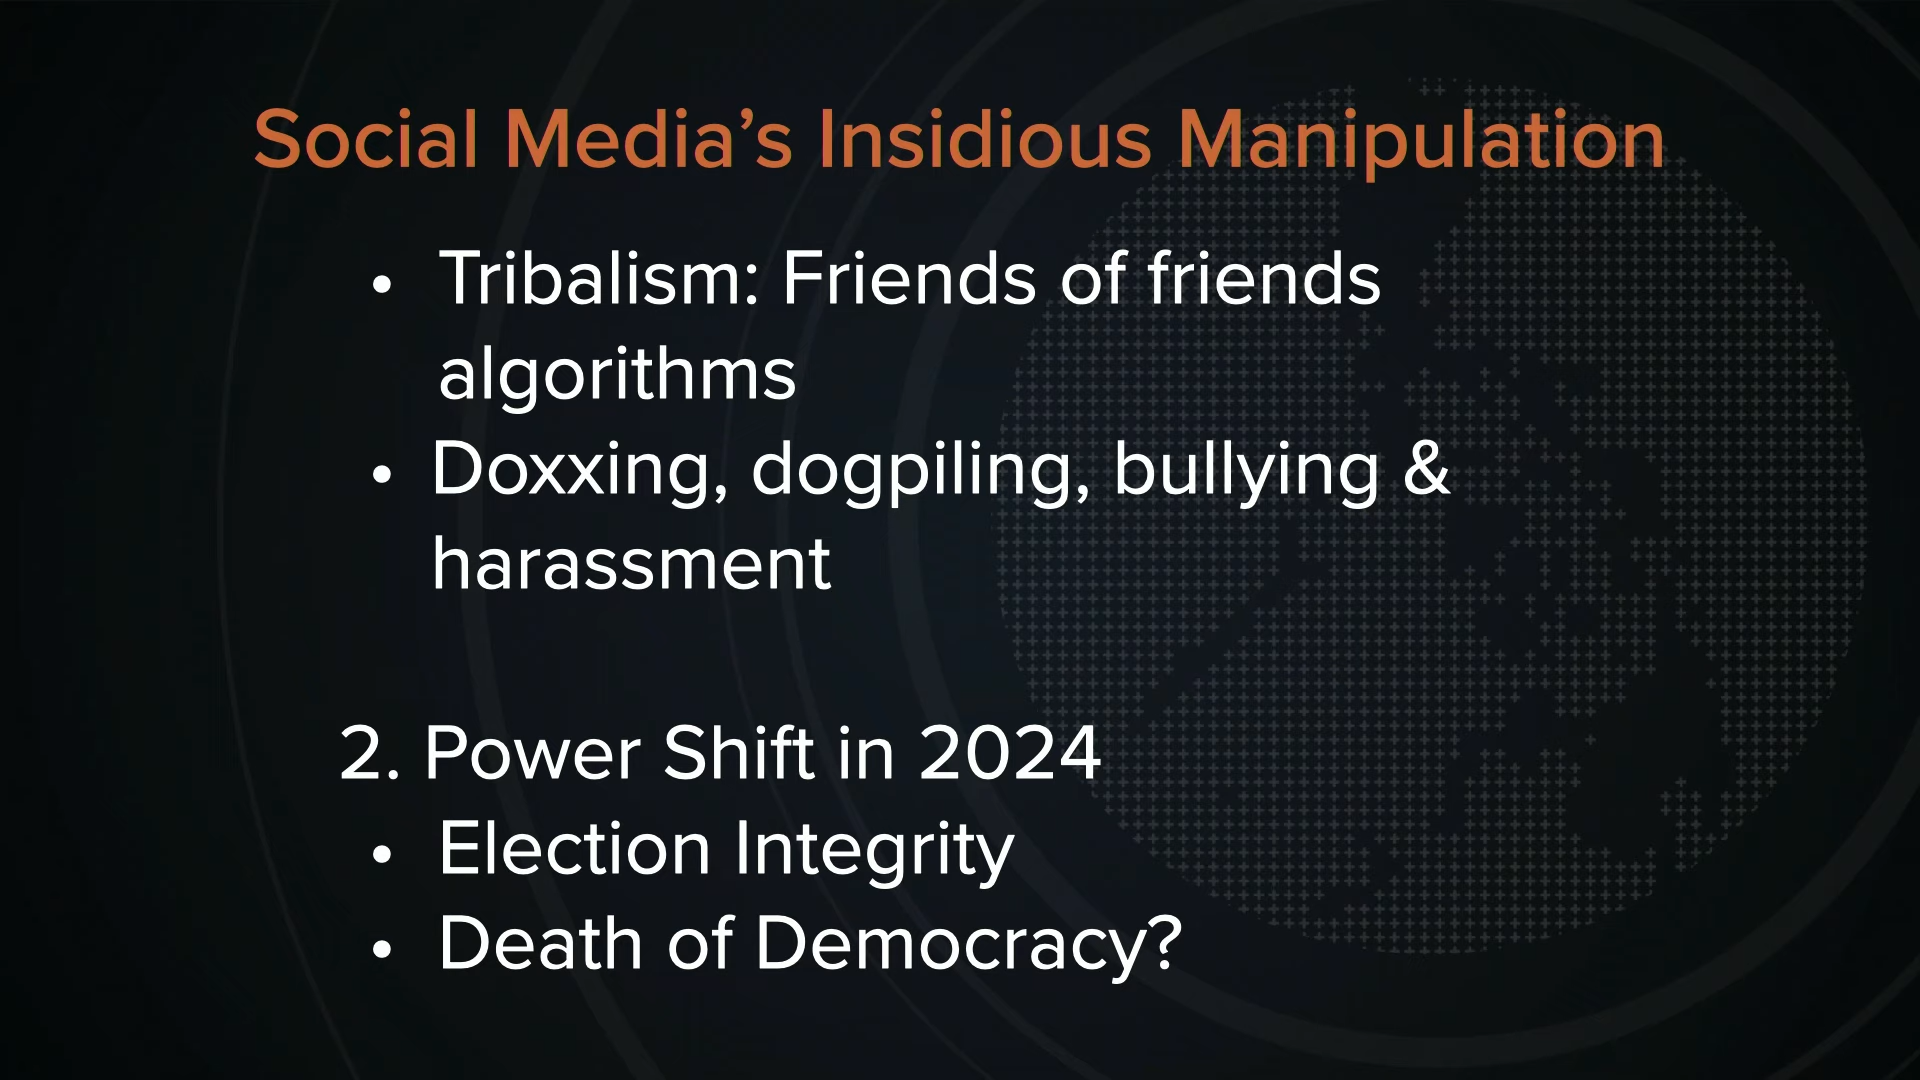 Social Media’s Insidious Manipulation
• Tribalism: Friends of friends
algorithms
• Doxxing, dogpiling, bullying &
harassment
2. Power Shift in 2024
• Election Integrity
• Death of Democracy?